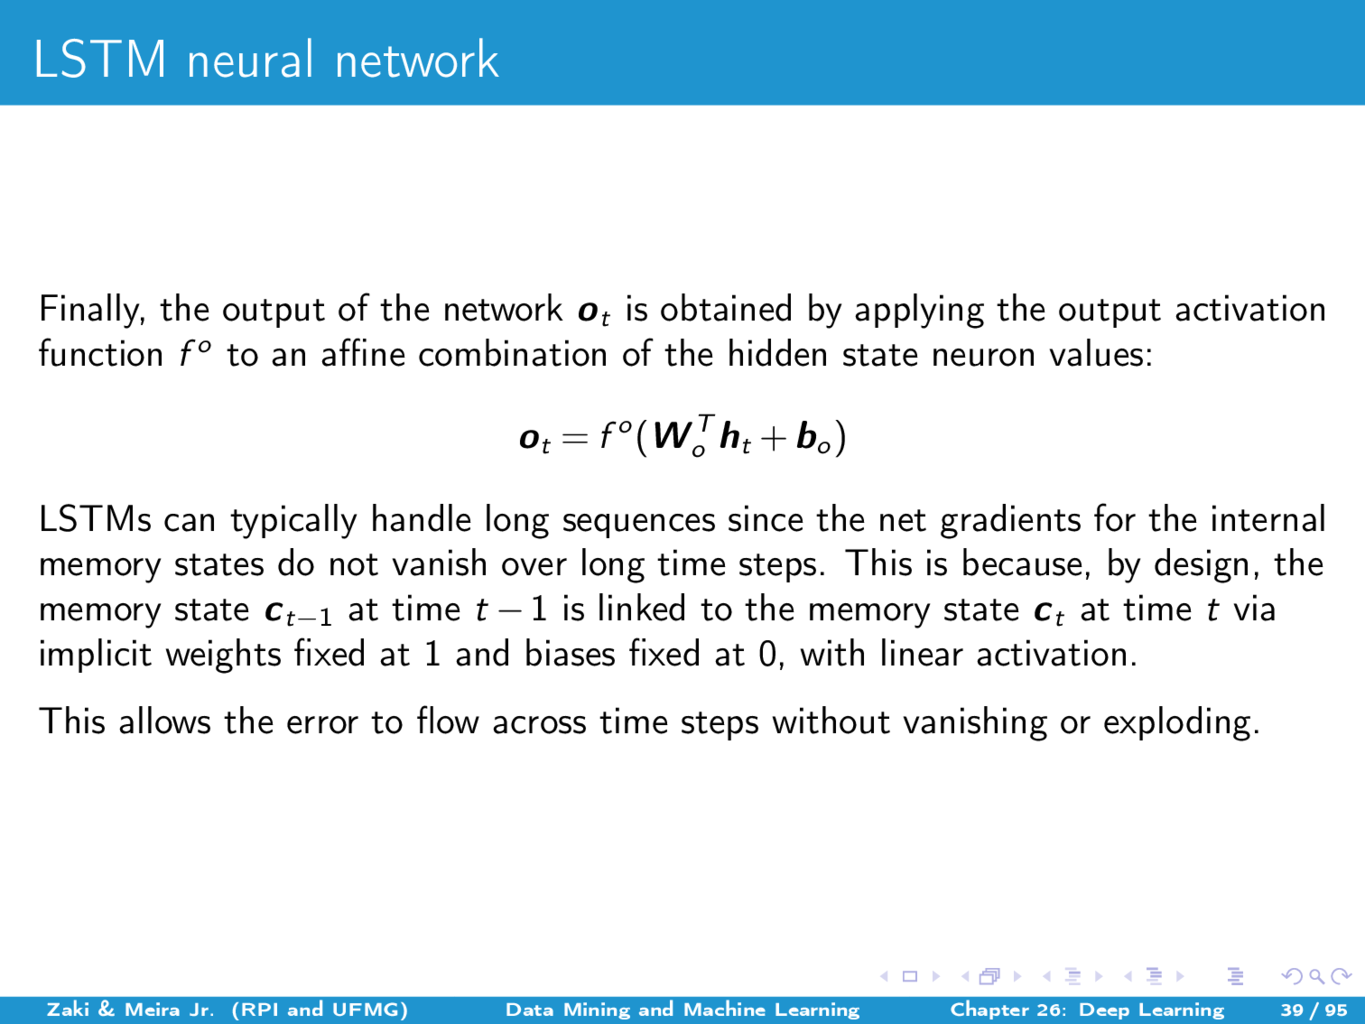 LSTM neural network
Finally, the output of the network o_t is obtained by applying the output activation
function f^o to an affine combination of the hidden state neuron values:
o_t = f^o(W_o^T h_t + b_o)
LSTMs can typically handle long sequences since the net gradients for the internal
memory states do not vanish over long time steps. This is because, by design, the
memory state c_{t−1} at time t − 1 is linked to the memory state c_t at time t via
implicit weights fixed at 1 and biases fixed at 0, with linear activation.
This allows the error to flow across time steps without vanishing or exploding.
Zaki & Meira Jr. (RPI and UFMG) Data Mining and Machine Learning Chapter 26: Deep Learning 39 / 95